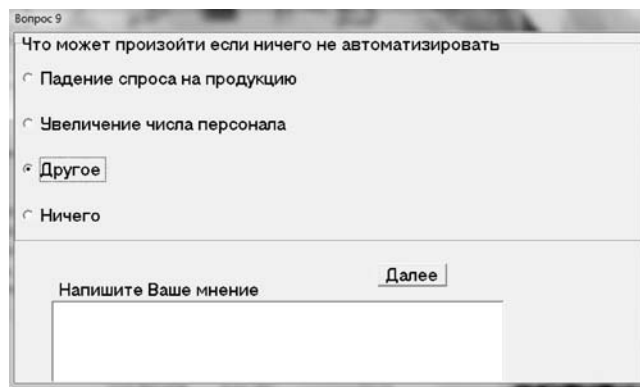 Вопрос 9
Что может произойти если ничего не автоматизировать
Падение спроса на продукцию
Увеличение числа персонала
Другое
Ничего
Далее
Напишите Ваше мнение